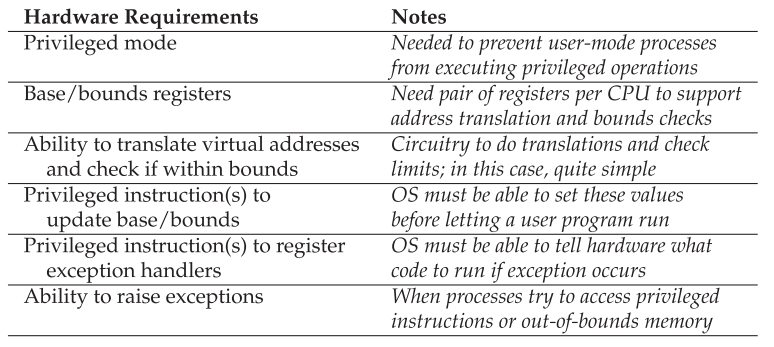 Hardware Requirements Notes
Privileged mode Needed to prevent user-mode processes
from executing privileged operations
Base/bounds registers Need pair of registers per CPU to support
address translation and bounds checks
Ability to translate virtual addresses Circuitry to do translations and check
and check if within bounds limits; in this case, quite simple
Privileged instruction(s) to OS must be able to set these values
update base/bounds before letting a user program run
Privileged instruction(s) to register OS must be able to tell hardware what
exception handlers code to run if exception occurs
Ability to raise exceptions When processes try to access privileged
instructions or out-of-bounds memory